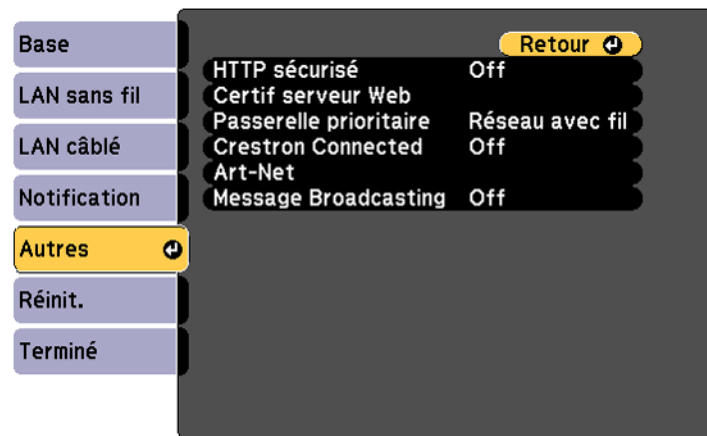 Base
LAN sans fil
LAN câblé
Notification
Autres
Réinit.
Terminé
Retour
HTTP sécurisé Off
Certif serveur Web
Passerelle prioritaire Réseau avec fil
Crestron Connected Off
Art-Net
Message Broadcasting Off